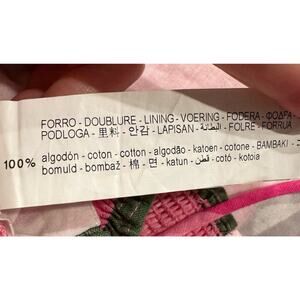 FORRO - DOUBLURE - LINING - VOERING - FODERA - ΦΟΔΡΑ -
PODLOGA - 里料 - 안감 - LAPISAN - البطانة - FOLRE - FORRUA -
100% algodón - coton - cotton - algodão - katoen - cotone - BAMBAKI -
bomuld - bombaž - 棉 - 면 - katun - قطن - cotó - kotoia